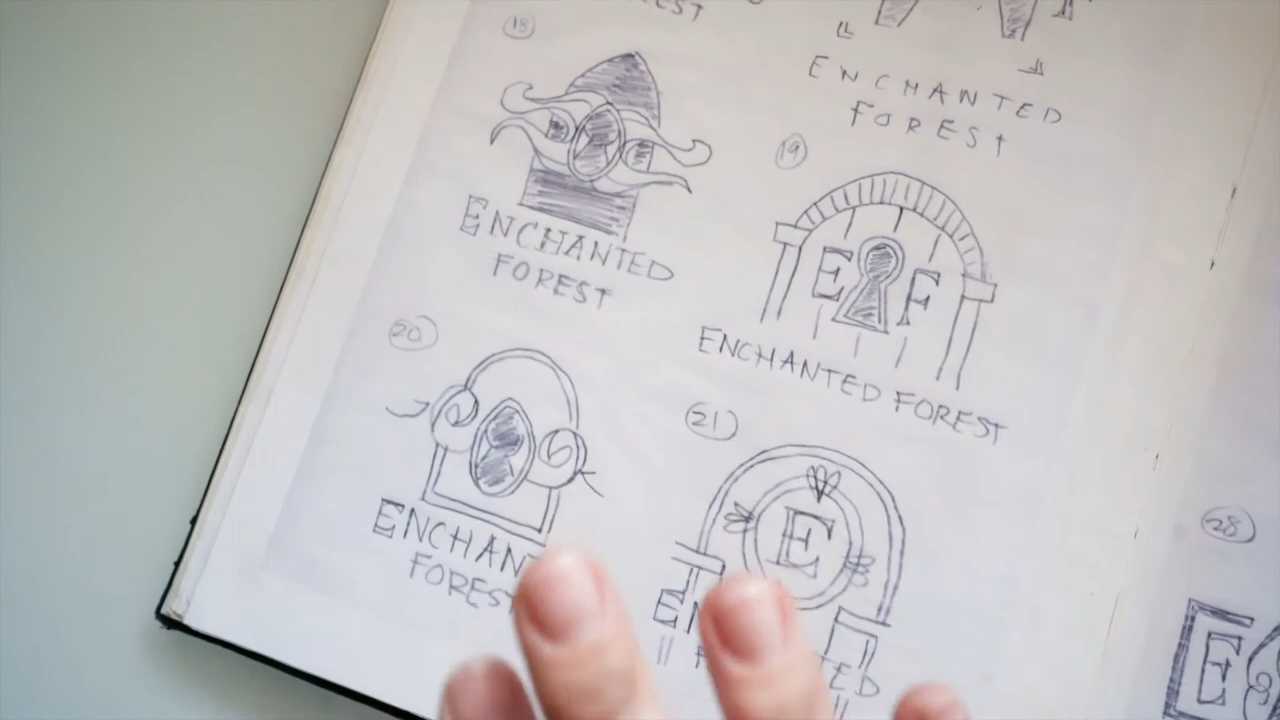 ENCHANTED
FOREST
18
ENCHANTED
FOREST
19
E F
ENCHANTED FOREST
20
ENCHANT
FOREST
21
E
28
E